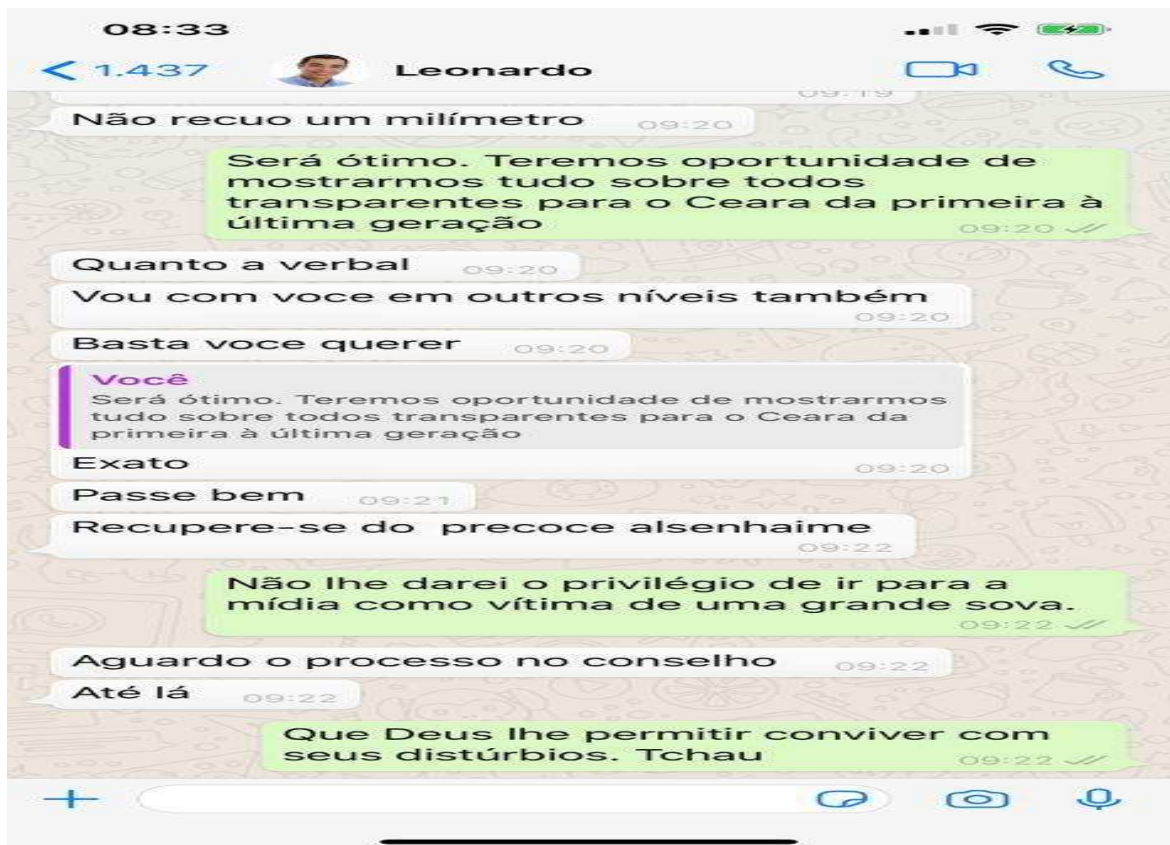 08:33
1.437
Leonardo
09:19
Não recuo um milímetro 09:20
Será ótimo. Teremos oportunidade de
mostrarmos tudo sobre todos
transparentes para o Ceara da primeira à
última geração
09:20
Quanto a verbal 09:20
Vou com voce em outros níveis também
09:20
Basta voce querer 09:20
Você
Será ótimo. Teremos oportunidade de mostrarmos
tudo sobre todos transparentes para o Ceara da
primeira à última geração
Exato 09:20
Passe bem 09:21
Recupere-se do precoce alsenhaime
09:22
Não lhe darei o privilégio de ir para a
mídia como vítima de uma grande sova.
09:22
Aguardo o processo no conselho 09:22
Até lá 09:22
Que Deus lhe permitir conviver com
seus distúrbios. Tchau 09:22